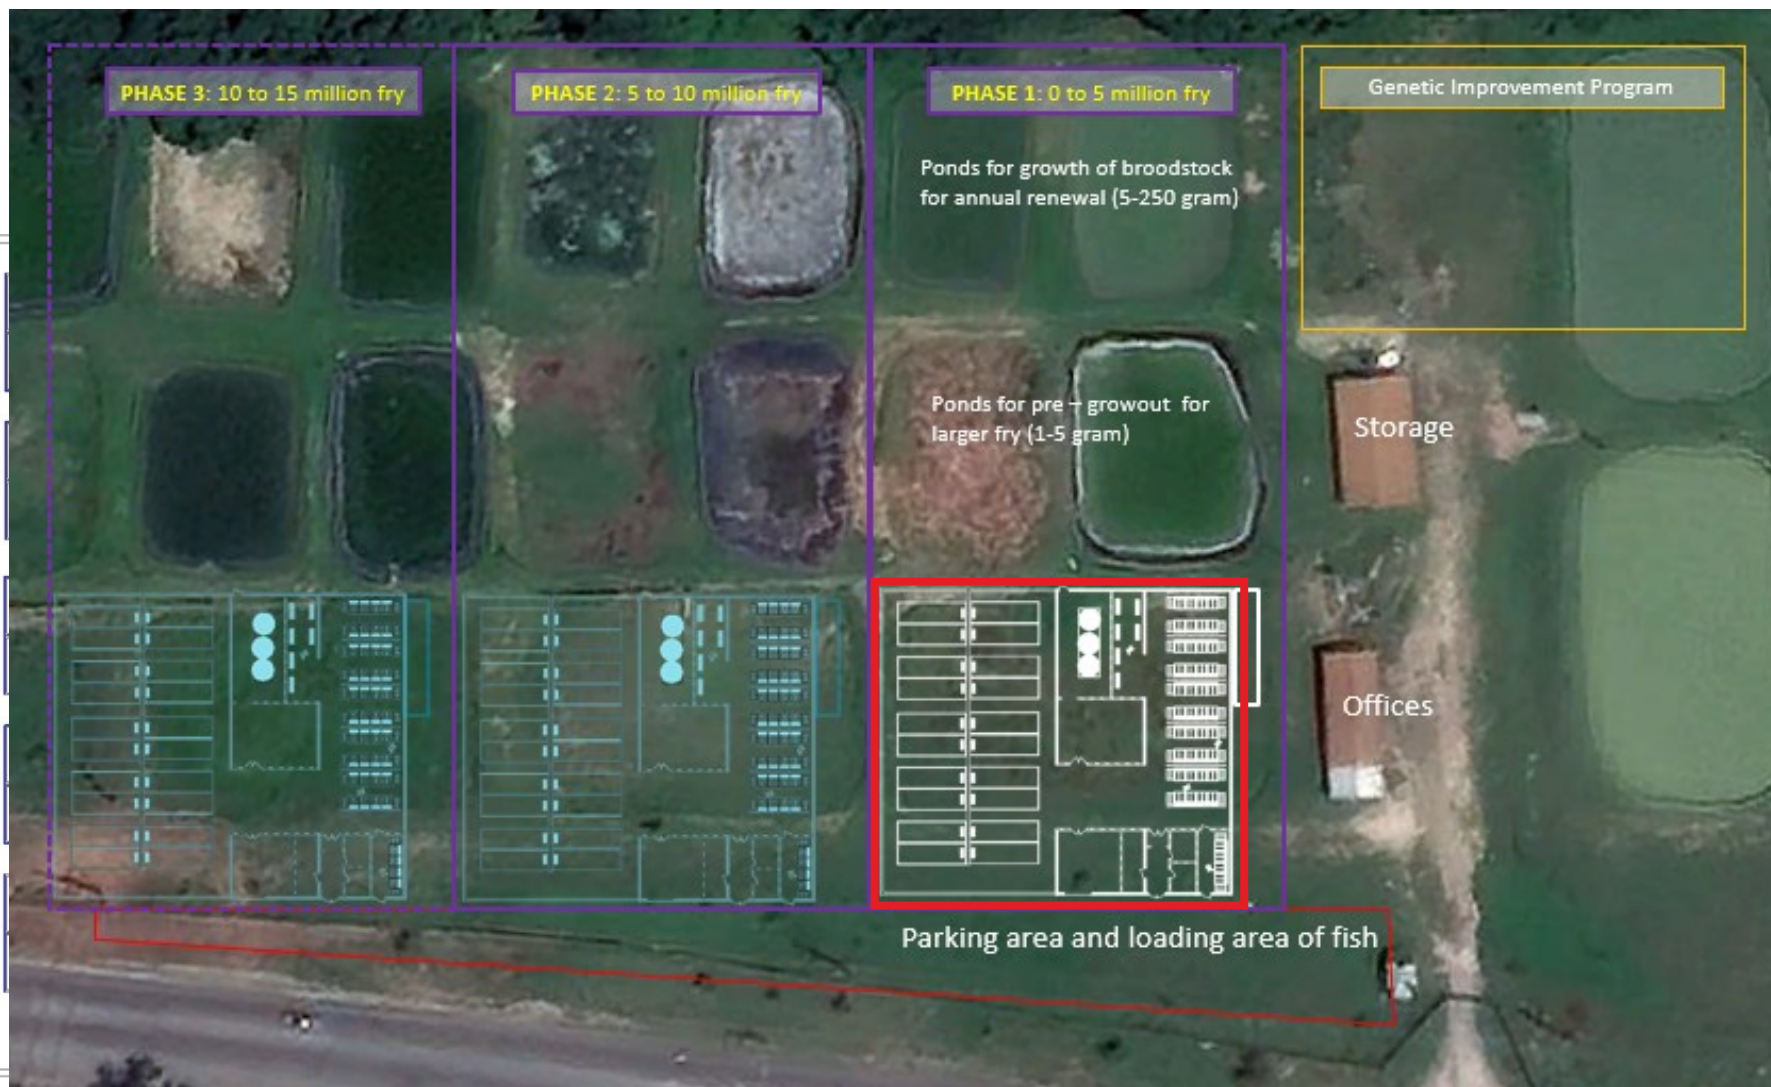 PHASE 3: 10 to 15 million fry
PHASE 2: 5 to 10 million fry
PHASE 1: 0 to 5 million fry
Genetic Improvement Program
Ponds for growth of broodstock
for annual renewal (5-250 gram)
Ponds for pre – growout for
larger fry (1-5 gram)
Storage
Offices
Parking area and loading area of fish